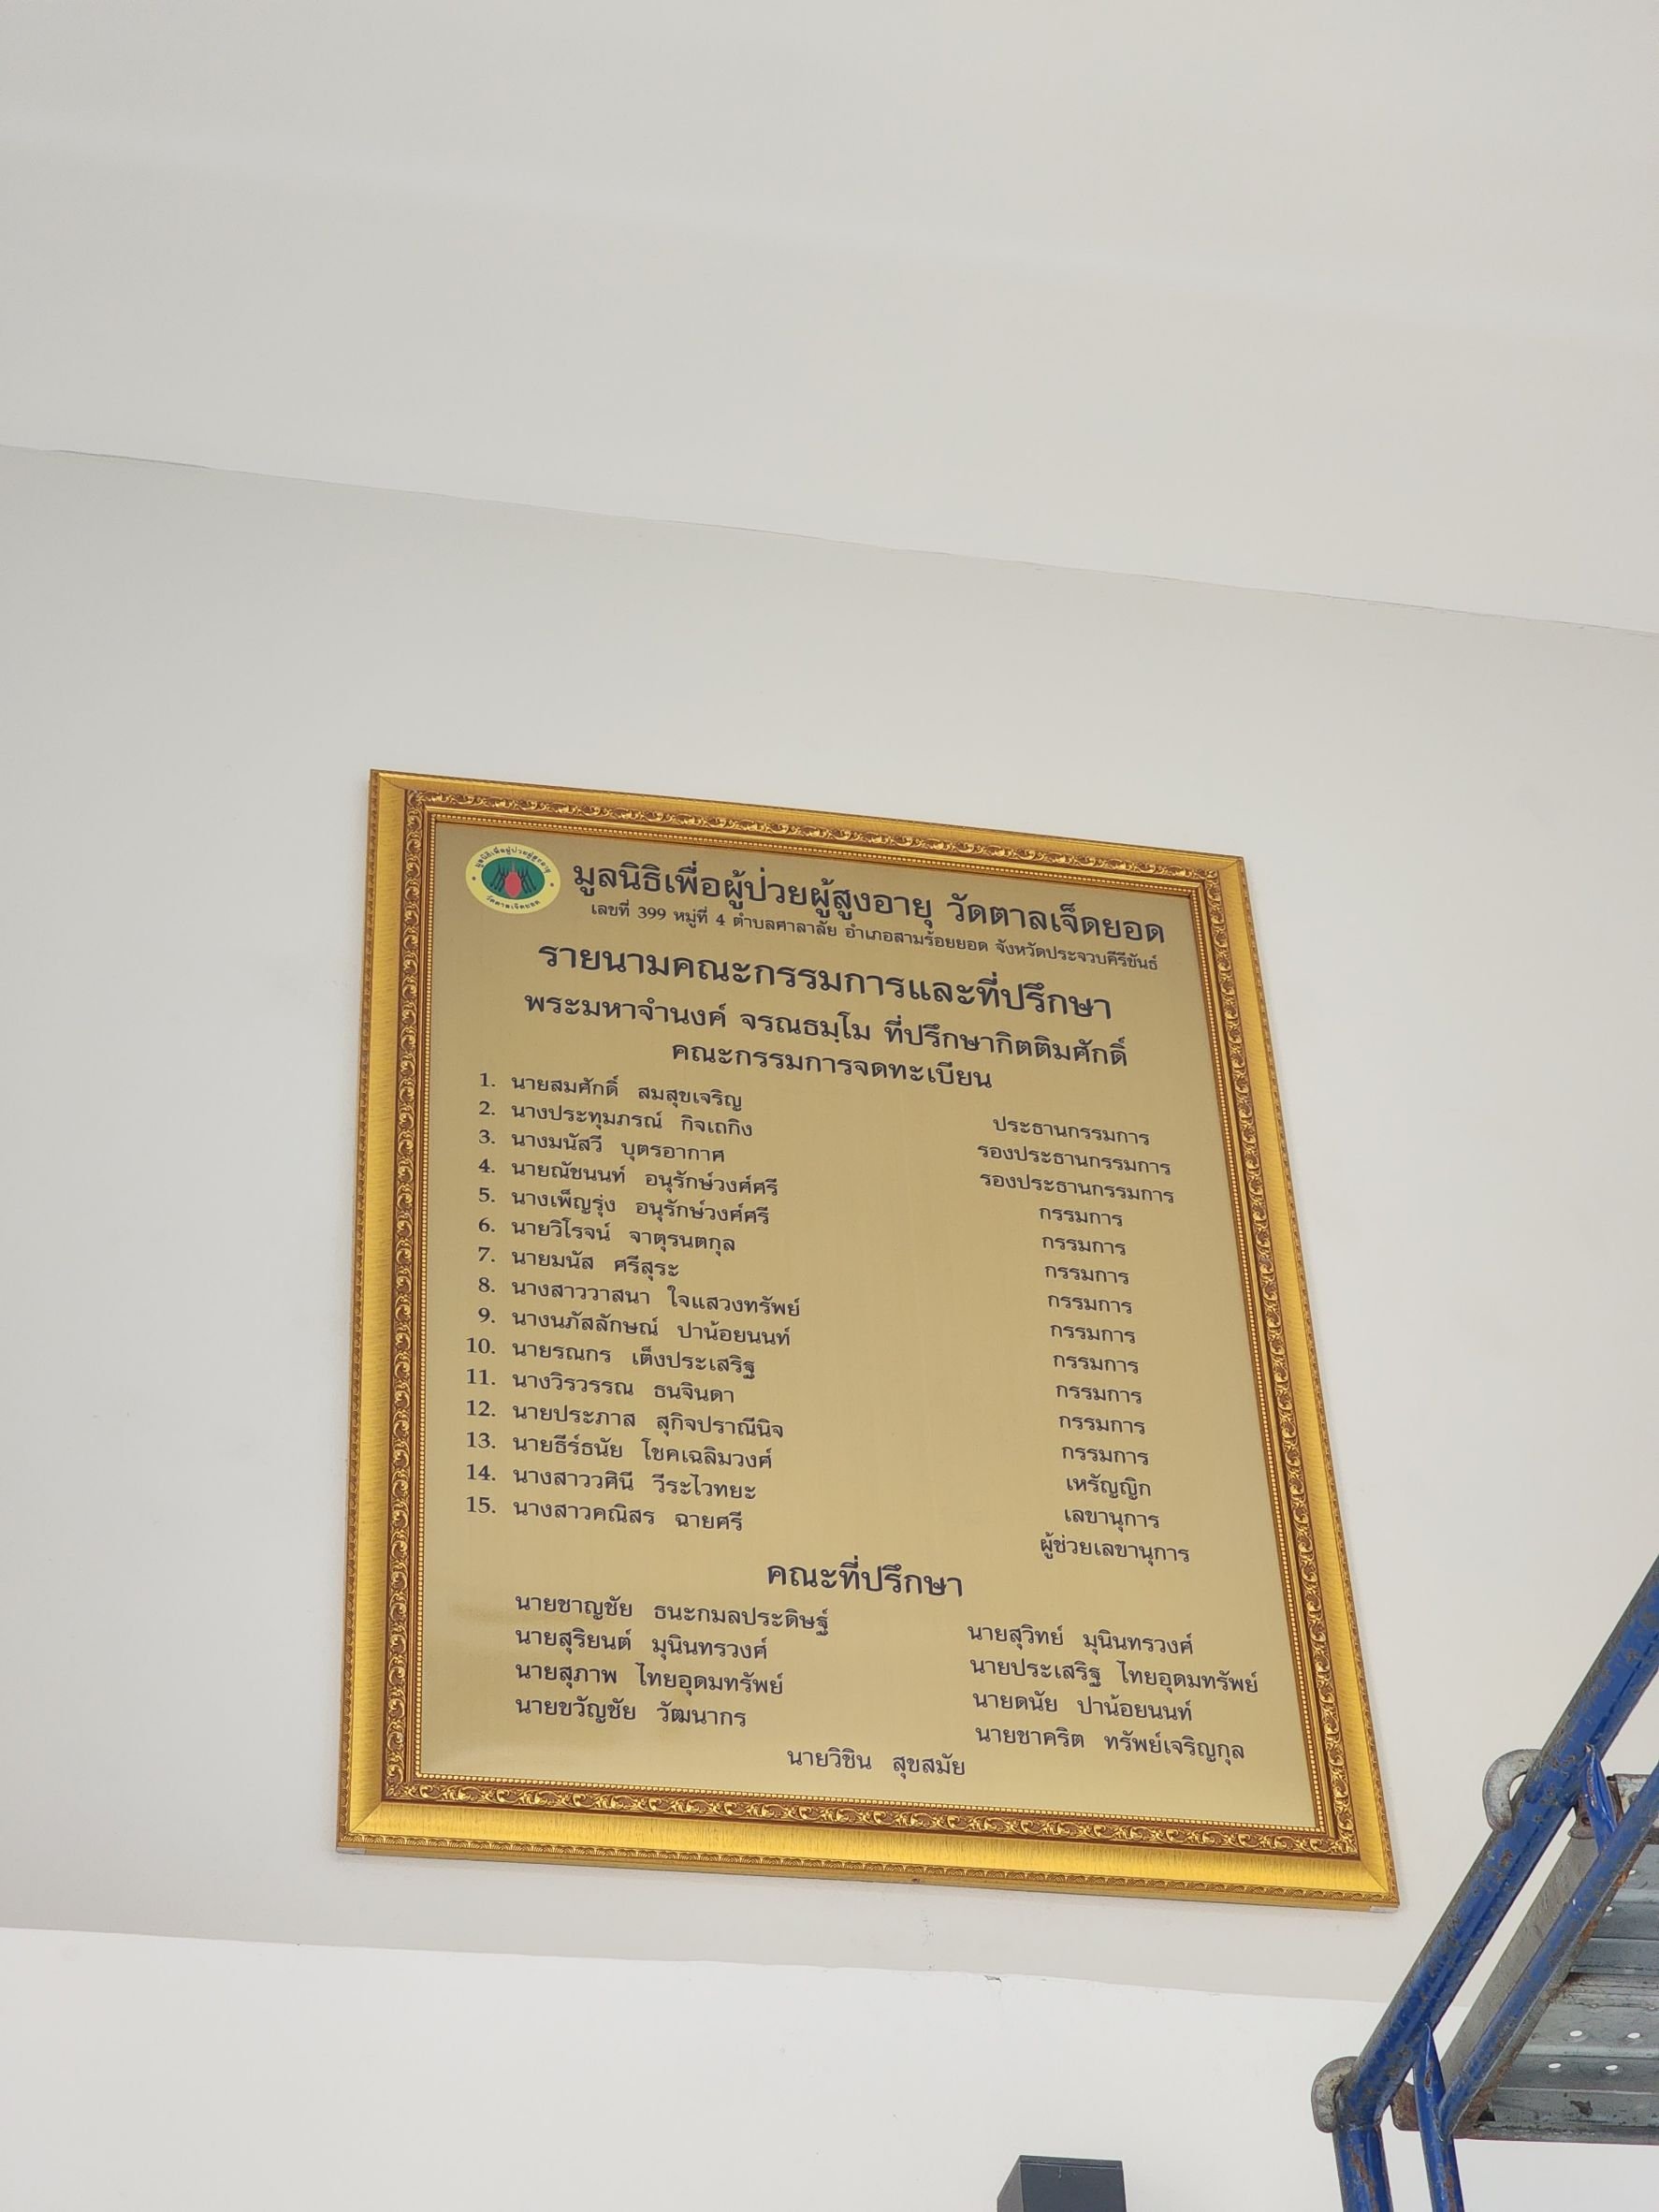 มูลนิธิเพื่อผู้ป่วยผู้สูงอายุ
วัดตาลเจ็ดยอด
มูลนิธิเพื่อผู้ป่วยผู้สูงอายุ วัดตาลเจ็ดยอด
เลขที่ 399 หมู่ที่ 4 ตำบลศาลาลัย อำเภอสามร้อยยอด จังหวัดประจวบคีรีขันธ์
รายนามคณะกรรมการและที่ปรึกษา
พระมหาจำนงค์ จรณธมฺโม ที่ปรึกษากิตติมศักดิ์
คณะกรรมการจดทะเบียน
1. นายสมศักดิ์ สมสุขเจริญ ประธานกรรมการ
2. นางประทุมภรณ์ กิจเถกิง รองประธานกรรมการ
3. นางมนัสวี บุตรอากาศ รองประธานกรรมการ
4. นายณัชนนท์ อนุรักษ์วงศ์ศรี กรรมการ
5. นางเพ็ญรุ่ง อนุรักษ์วงศ์ศรี กรรมการ
6. นายวิโรจน์ จาตุรนตกุล กรรมการ
7. นายมนัส ศรีสุระ กรรมการ
8. นางสาววาสนา ใจแสวงทรัพย์ กรรมการ
9. นางนภัสลักษณ์ ปาน้อยนนท์ กรรมการ
10. นายรณกร เต็งประเสริฐ กรรมการ
11. นางวิรวรรณ ธนจินดา กรรมการ
12. นายประภาส สุกิจปราณีนิจ กรรมการ
13. นายธีร์ธนัย โชคเฉลิมวงศ์ เหรัญญิก
14. นางสาววศินี วีระไวทยะ เลขานุการ
15. นางสาวคณิสร ฉายศรี ผู้ช่วยเลขานุการ
คณะที่ปรึกษา
นายชาญชัย ธนะกมลประดิษฐ์ นายสุวิทย์ มุนินทรวงศ์
นายสุริยนต์ มุนินทรวงศ์ นายประเสริฐ ไทยอุดมทรัพย์
นายสุภาพ ไทยอุดมทรัพย์ นายดนัย ปาน้อยนนท์
นายขวัญชัย วัฒนากร นายชาคริต ทรัพย์เจริญกุล
นายวิชิน สุขสมัย